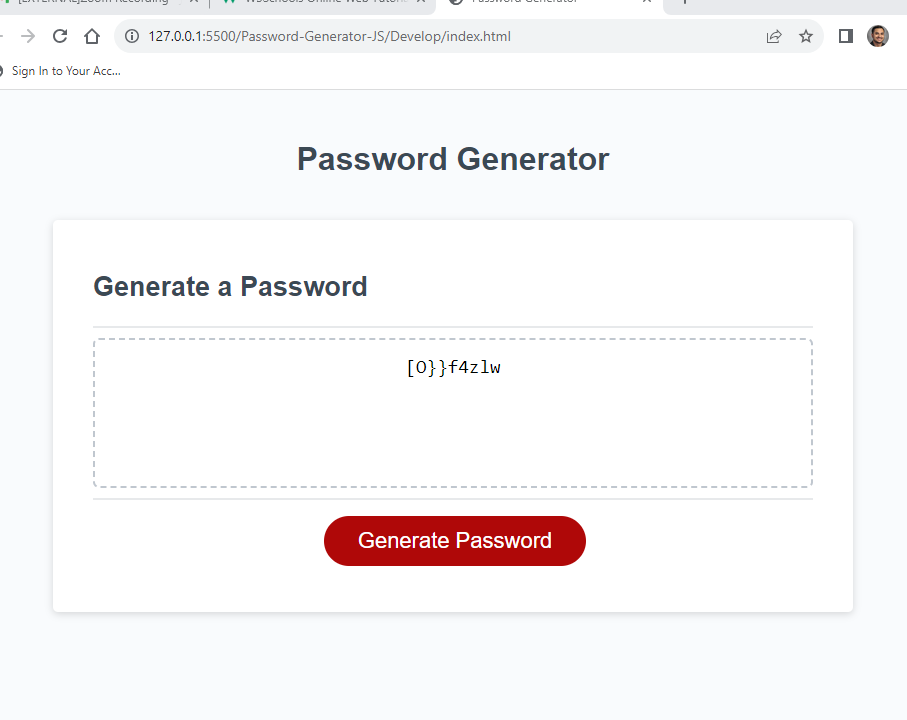 [EXTERNAL]Zoom Recording
W3Schools Online Web Tutori
Password Generator
127.0.0.1:5500/Password-Generator-JS/Develop/index.html
Sign In to Your Acc...
Password Generator
Generate a Password
[O}}f4zlw
Generate Password